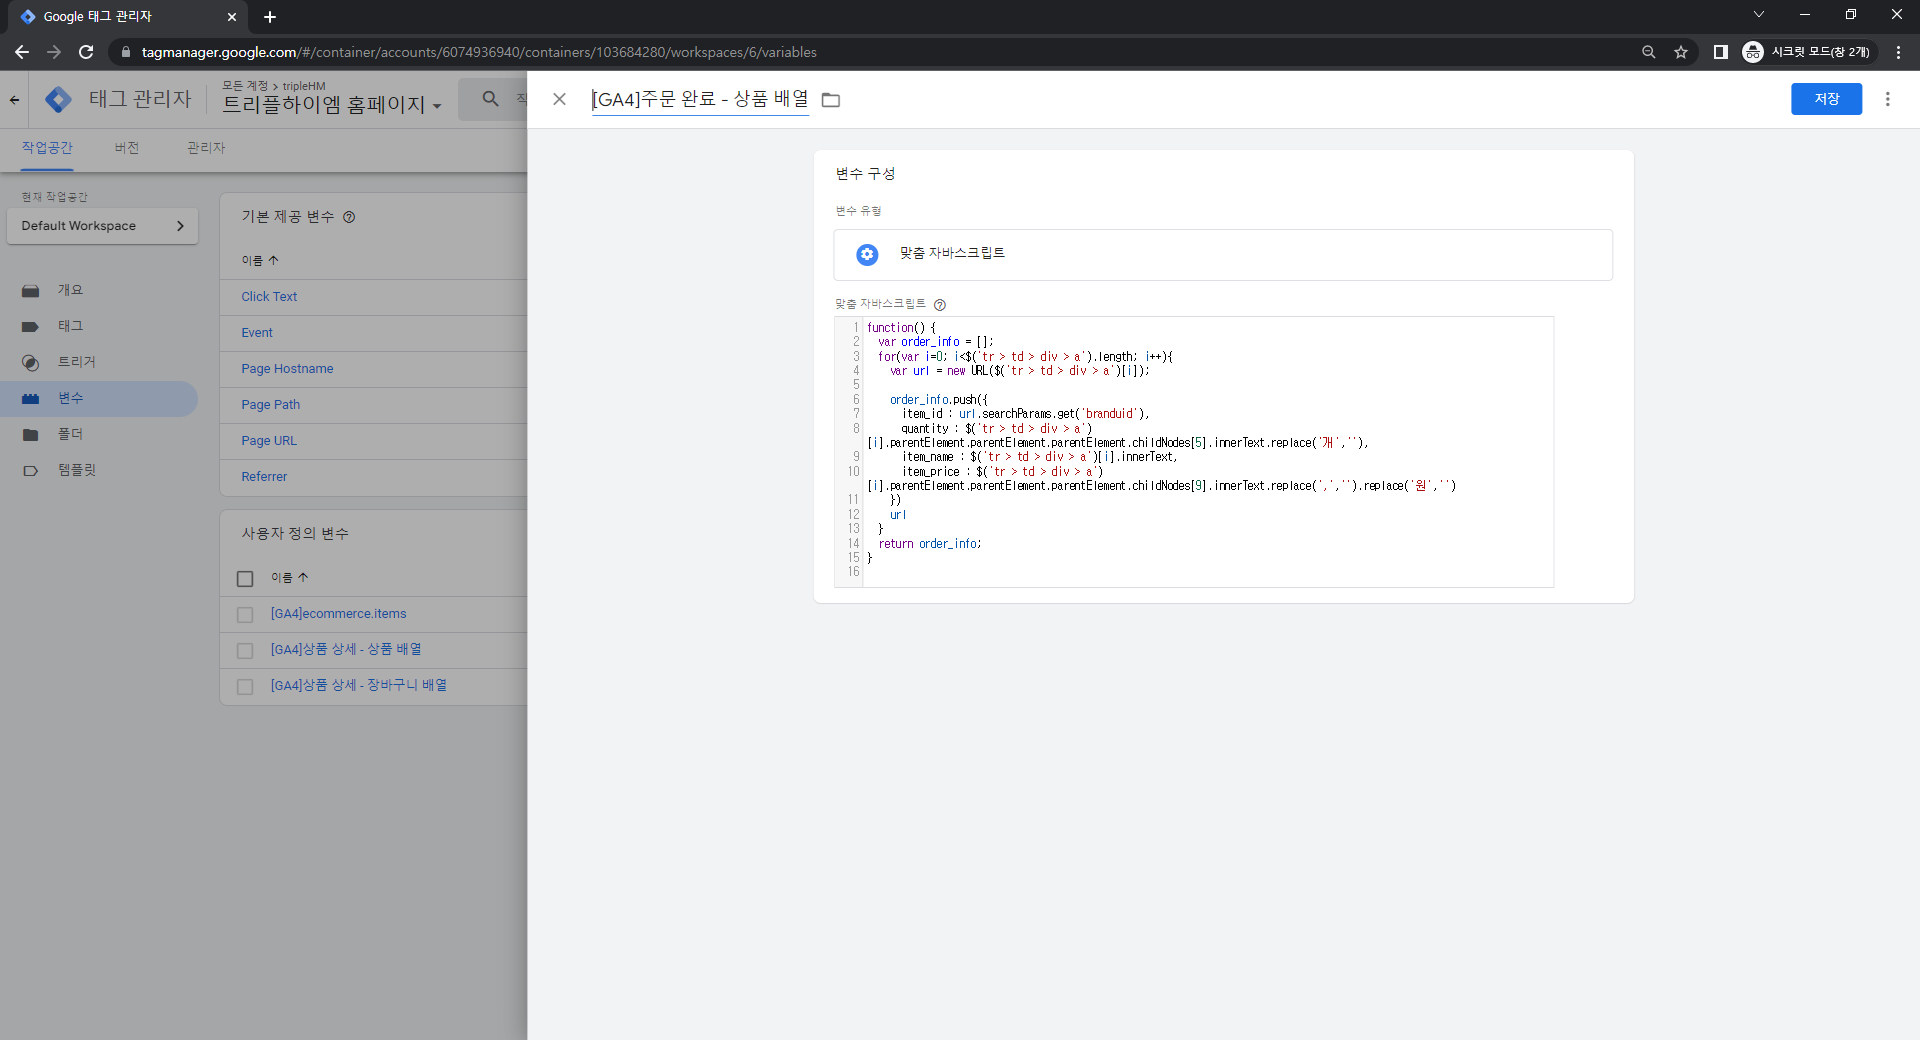 Google 태그 관리자
tagmanager.google.com/#/container/accounts/6074936940/containers/103684280/workspaces/6/variables
시크릿 모드(창 2개)
태그 관리자
모든 계정 > tripleHM
트리플하이엠 홈페이지
작
[GA4]주문 완료 - 상품 배열
저장
작업공간
버전
관리자
현재 작업공간
Default Workspace
개요
태그
트리거
변수
폴더
템플릿
기본 제공 변수
이름
Click Text
Event
Page Hostname
Page Path
Page URL
Referrer
사용자 정의 변수
이름
[GA4]ecommerce.items
[GA4]상품 상세 - 상품 배열
[GA4]상품 상세 - 장바구니 배열
변수 구성
변수 유형
맞춤 자바스크립트
맞춤 자바스크립트
1 function() {
2 var order_info = [];
3 for(var i=0; i<$('tr > td > div > a').length; i++){
4 var url = new URL($('tr > td > div > a')[i]);
5
6 order_info.push({
7 item_id : url.searchParams.get('branduid'),
8 quantity : $('tr > td > div > a')
[i].parentElement.parentElement.parentElement.childNodes[5].innerText.replace('개',''),
9 item_name : $('tr > td > div > a')[i].innerText,
10 item_price : $('tr > td > div > a')
[i].parentElement.parentElement.parentElement.childNodes[9].innerText.replace(',','').replace('원','')
11 })
12 url
13 }
14 return order_info;
15 }
16